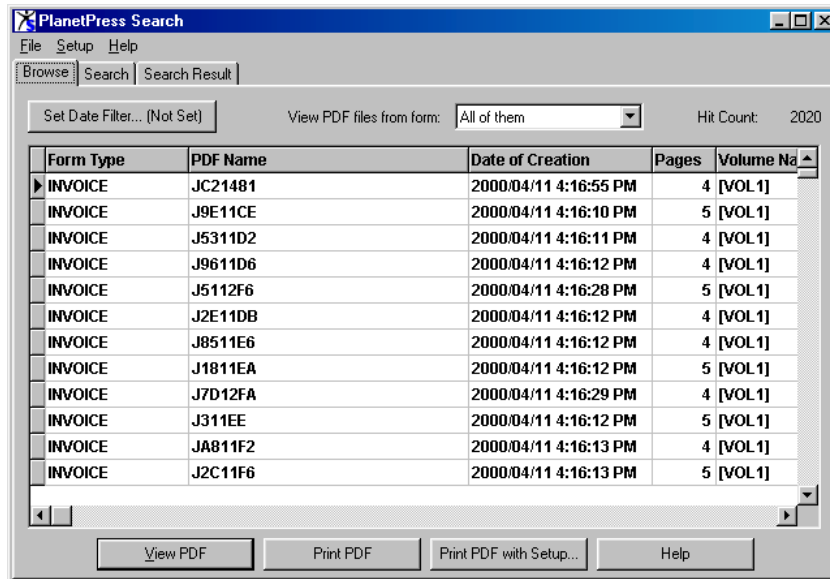 PlanetPress Search
File Setup Help
Browse Search Search Result
Set Date Filter... (Not Set) View PDF files from form: All of them Hit Count: 2020
Form Type PDF Name Date of Creation Pages Volume Na
INVOICE JC21481 2000/04/11 4:16:55 PM 4 [VOL1]
INVOICE J9E11CE 2000/04/11 4:16:10 PM 5 [VOL1]
INVOICE J5311D2 2000/04/11 4:16:11 PM 4 [VOL1]
INVOICE J9611D6 2000/04/11 4:16:12 PM 4 [VOL1]
INVOICE J5112F6 2000/04/11 4:16:28 PM 5 [VOL1]
INVOICE J2E11DB 2000/04/11 4:16:12 PM 4 [VOL1]
INVOICE J8511E6 2000/04/11 4:16:12 PM 4 [VOL1]
INVOICE J1811EA 2000/04/11 4:16:12 PM 5 [VOL1]
INVOICE J7D12FA 2000/04/11 4:16:29 PM 4 [VOL1]
INVOICE J311EE 2000/04/11 4:16:12 PM 5 [VOL1]
INVOICE JA811F2 2000/04/11 4:16:13 PM 4 [VOL1]
INVOICE J2C11F6 2000/04/11 4:16:13 PM 5 [VOL1]
View PDF Print PDF Print PDF with Setup... Help